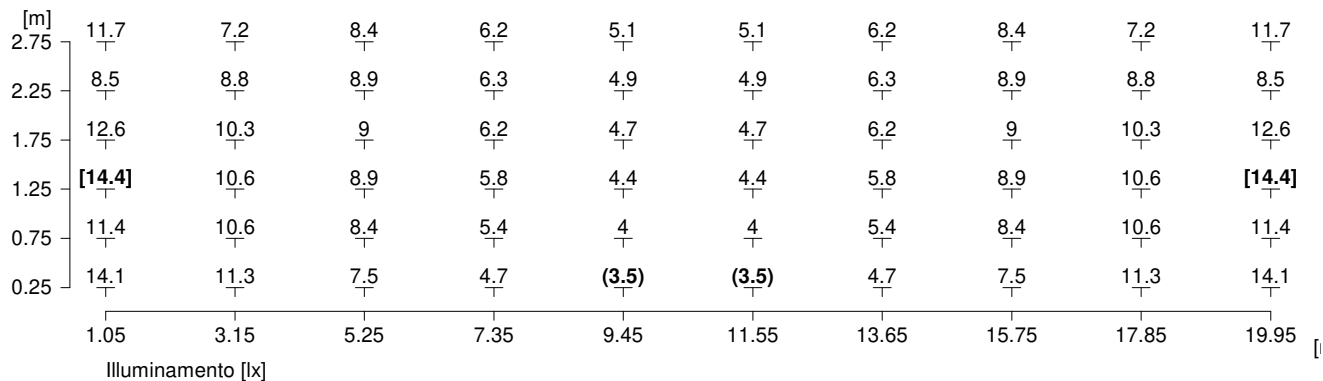 [m]
11.7 7.2 8.4 6.2 5.1 5.1 6.2 8.4 7.2 11.7
2.75
8.5 8.8 8.9 6.3 4.9 4.9 6.3 8.9 8.8 8.5
2.25
12.6 10.3 9 6.2 4.7 4.7 6.2 9 10.3 12.6
1.75
[14.4] 10.6 8.9 5.8 4.4 4.4 5.8 8.9 10.6 [14.4]
1.25
11.4 10.6 8.4 5.4 4 4 5.4 8.4 10.6 11.4
0.75
14.1 11.3 7.5 4.7 (3.5) (3.5) 4.7 7.5 11.3 14.1
0.25
1.05 3.15 5.25 7.35 9.45 11.55 13.65 15.75 17.85 19.95
Illuminamento [lx]